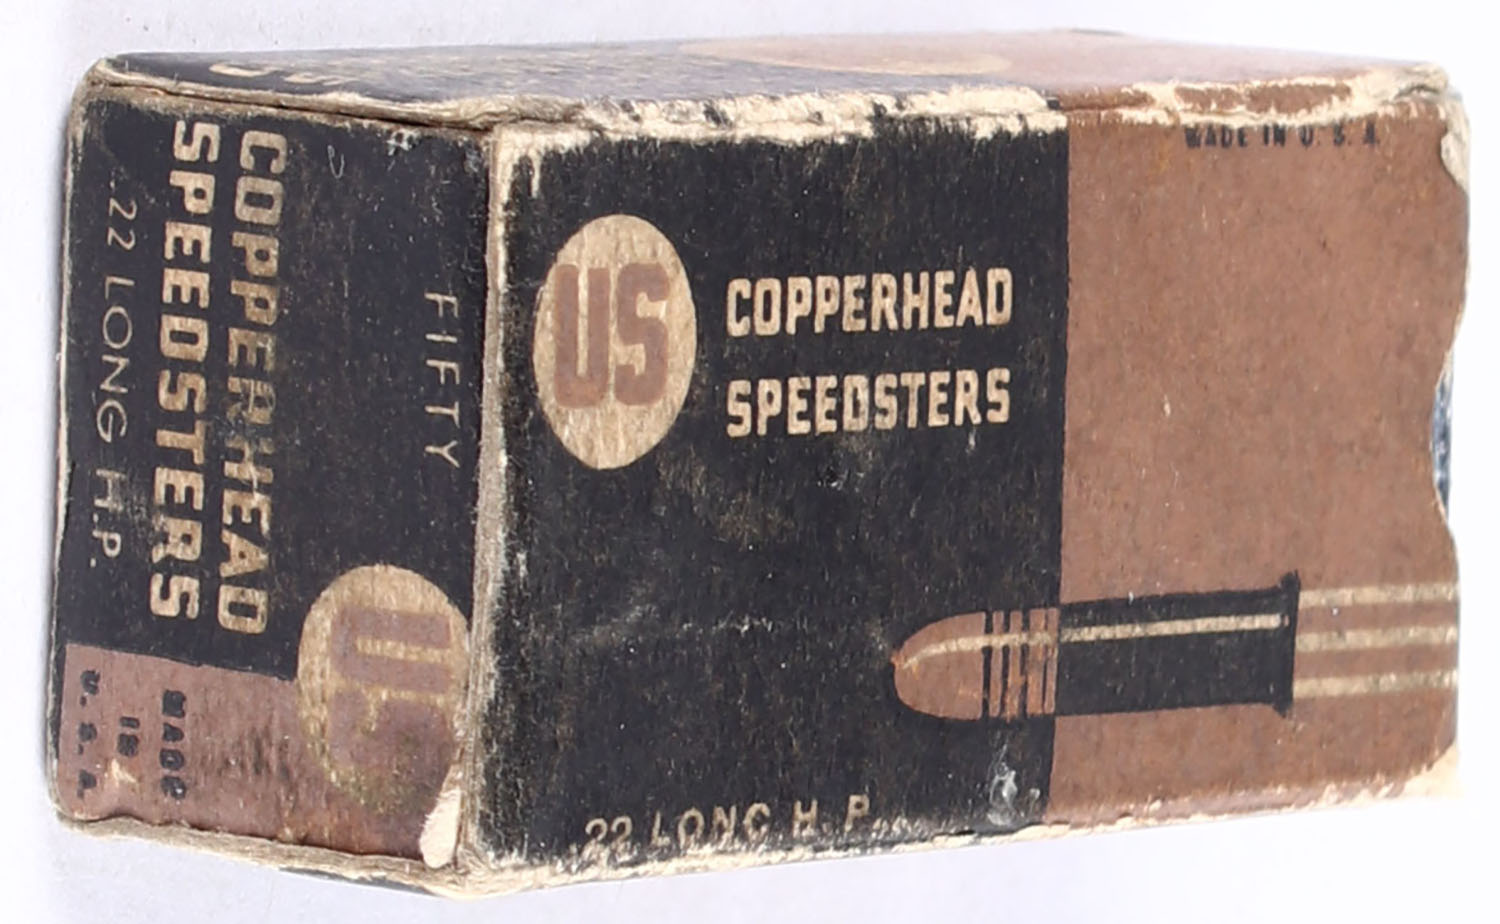 MADE IN U. S. A.
US
COPPERHEAD
SPEEDSTERS
.22 LONG H. P.
FIFTY
US
COPPERHEAD
SPEEDSTERS
.22 LONG H.P.
MADE
IN
U. S. A.